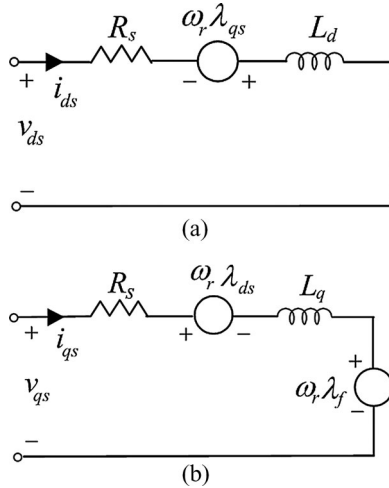 ω_r λ_qs
R_s
L_d
+ − +
i_ds
v_ds
−
(a)
ω_r λ_ds
R_s
L_q
+ + −
i_qs
+
v_qs
ω_r λ_f
−
−
(b)